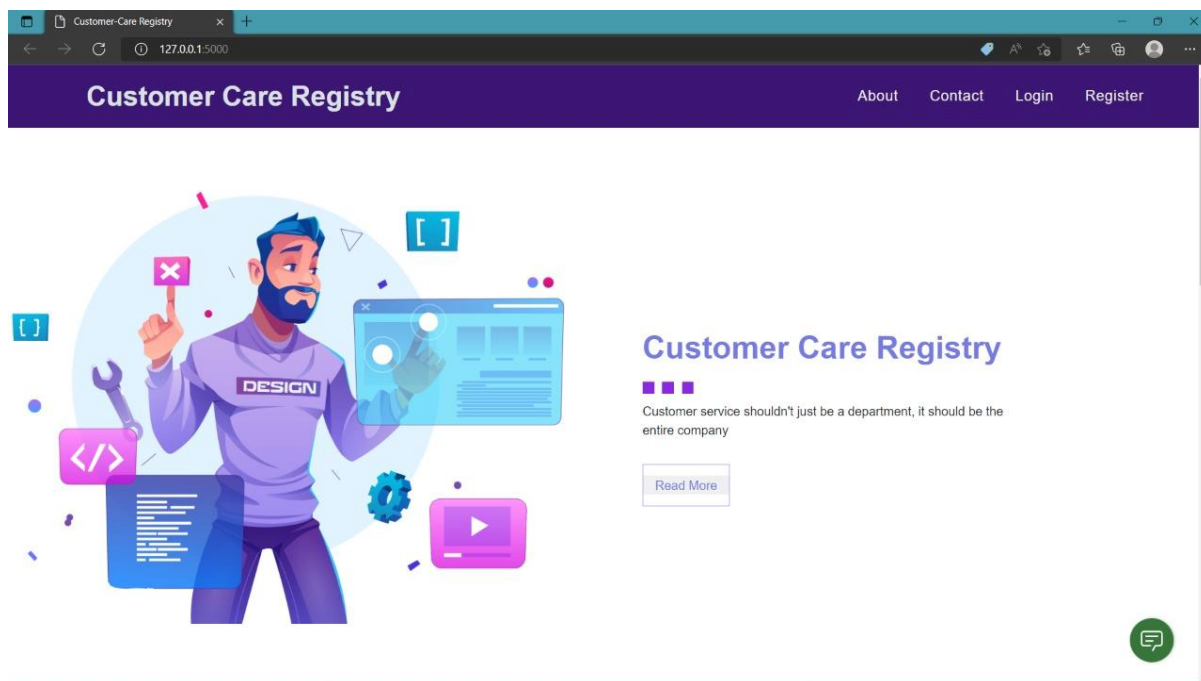 Customer-Care Registry
127.0.0.1:5000
Customer Care Registry
About Contact Login Register
[ ]
[ ]
DESIGN
</>
Customer Care Registry
Customer service shouldn't just be a department, it should be the
entire company
Read More